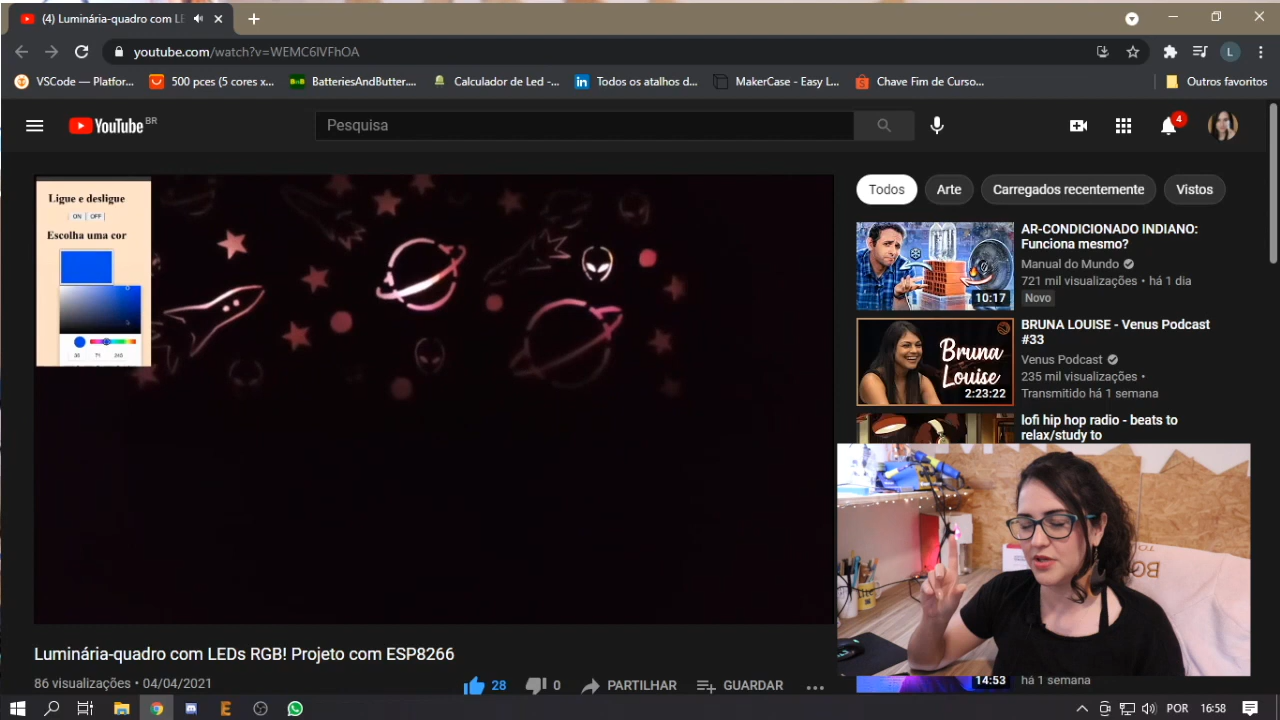 (4) Luminária-quadro com LE
youtube.com/watch?v=WEMC6IVFhOA
L
VSCode — Platfor...
500 pces (5 cores x...
BatteriesAndButter....
Calculador de Led -...
Todos os atalhos d...
MakerCase - Easy L...
Chave Fim de Curso...
Outros favoritos
YouTube BR
Pesquisa
4
Ligue e desligue
ON OFF
Escolha uma cor
Todos
Arte
Carregados recentemente
Vistos
AR-CONDICIONADO INDIANO:
Funciona mesmo?
Manual do Mundo
721 mil visualizações • há 1 dia
Novo
10:17
BRUNA LOUISE - Venus Podcast
#33
Venus Podcast
235 mil visualizações •
Transmitido há 1 semana
Bruna
Louise
2:23:22
lofi hip hop radio - beats to
relax/study to
14:53
há 1 semana
Luminária-quadro com LEDs RGB! Projeto com ESP8266
86 visualizações • 04/04/2021
28
0
PARTILHAR
GUARDAR
POR
16:58